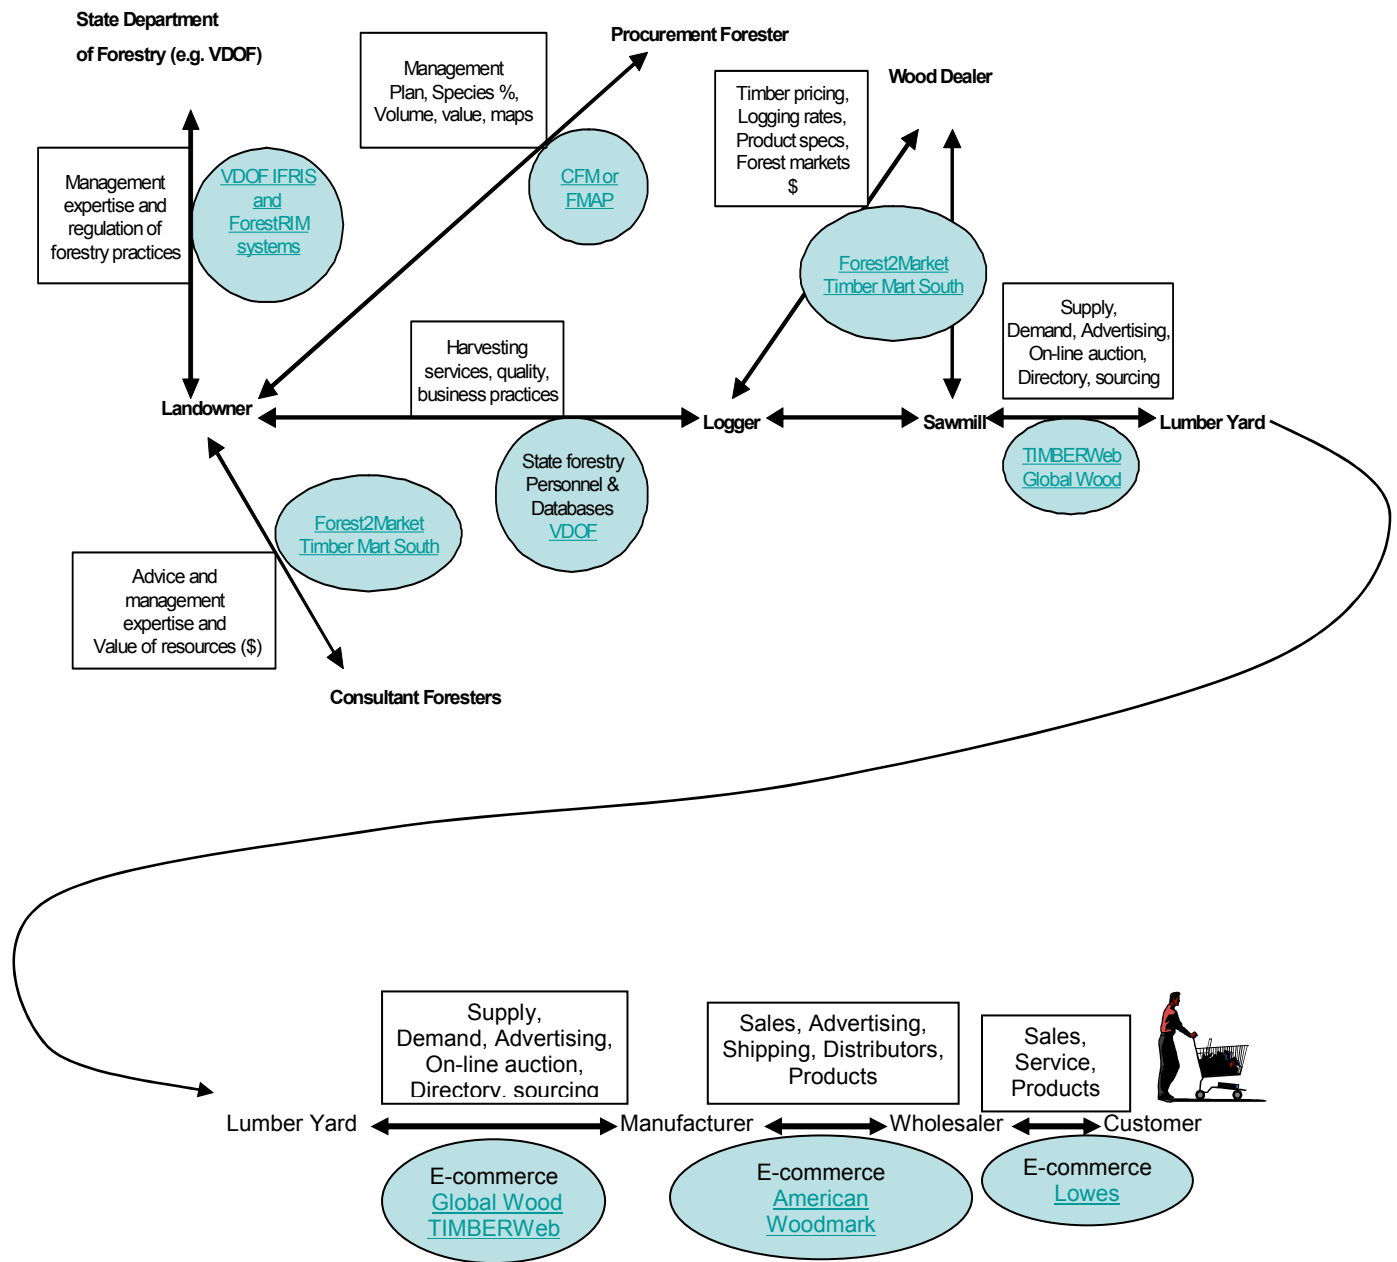 State Department
of Forestry (e.g. VDOF)
Procurement Forester
Wood Dealer
Management
Plan, Species %,
Volume, value, maps
Timber pricing,
Logging rates,
Product specs,
Forest markets
$
Management
expertise and
regulation of
forestry practices
VDOF IFRIS
and
ForestRIM
systems
CFM or
FMAP
Forest2Market
Timber Mart South
Supply,
Demand, Advertising,
On-line auction,
Directory, sourcing
Harvesting
services, quality,
business practices
Landowner
Logger
Sawmill
Lumber Yard
State forestry
Personnel &
Databases
VDOF
TIMBERWeb
Global Wood
Forest2Market
Timber Mart South
Advice and
management
expertise and
Value of resources ($)
Consultant Foresters
Supply,
Demand, Advertising,
On-line auction,
Directory, sourcing
Sales, Advertising,
Shipping, Distributors,
Products
Sales,
Service,
Products
Lumber Yard
Manufacturer
Wholesaler
Customer
E-commerce
Global Wood
TIMBERWeb
E-commerce
American
Woodmark
E-commerce
Lowes